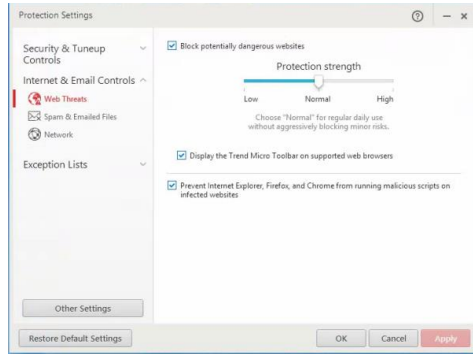 Protection Settings
Security & Tuneup
Controls
Internet & Email Controls
Web Threats
Spam & Emailed Files
Network
Exception Lists
Other Settings
Block potentially dangerous websites
Protection strength
Low Normal High
Choose "Normal" for regular daily use
without aggressively blocking minor risks.
Display the Trend Micro Toolbar on supported web browsers
Prevent Internet Explorer, Firefox, and Chrome from running malicious scripts on
infected websites
Restore Default Settings OK Cancel Apply